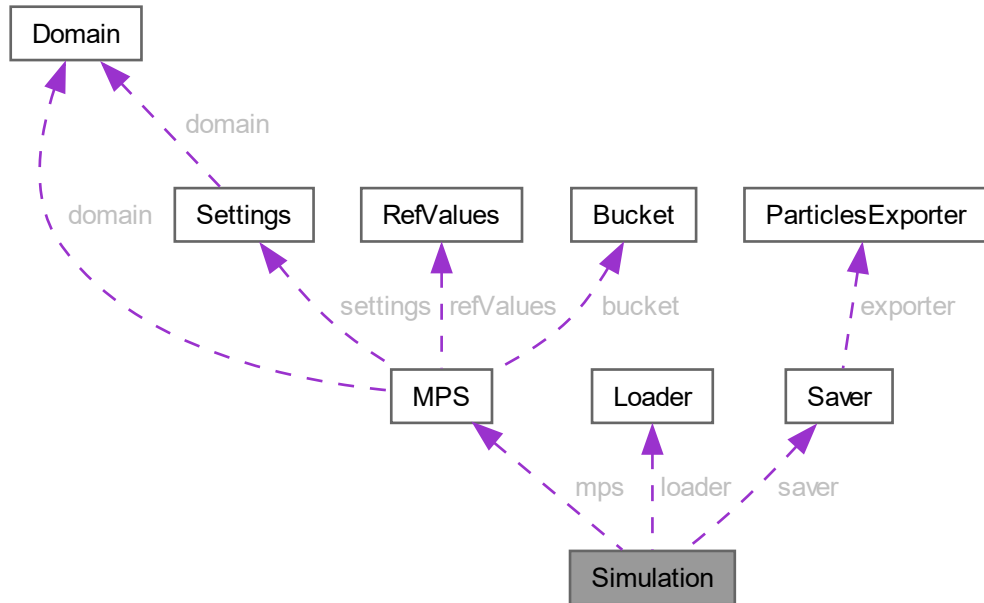 Domain
domain
Settings
RefValues
Bucket
ParticlesExporter
domain
settings
refValues
bucket
exporter
MPS
Loader
Saver
mps
loader
saver
Simulation